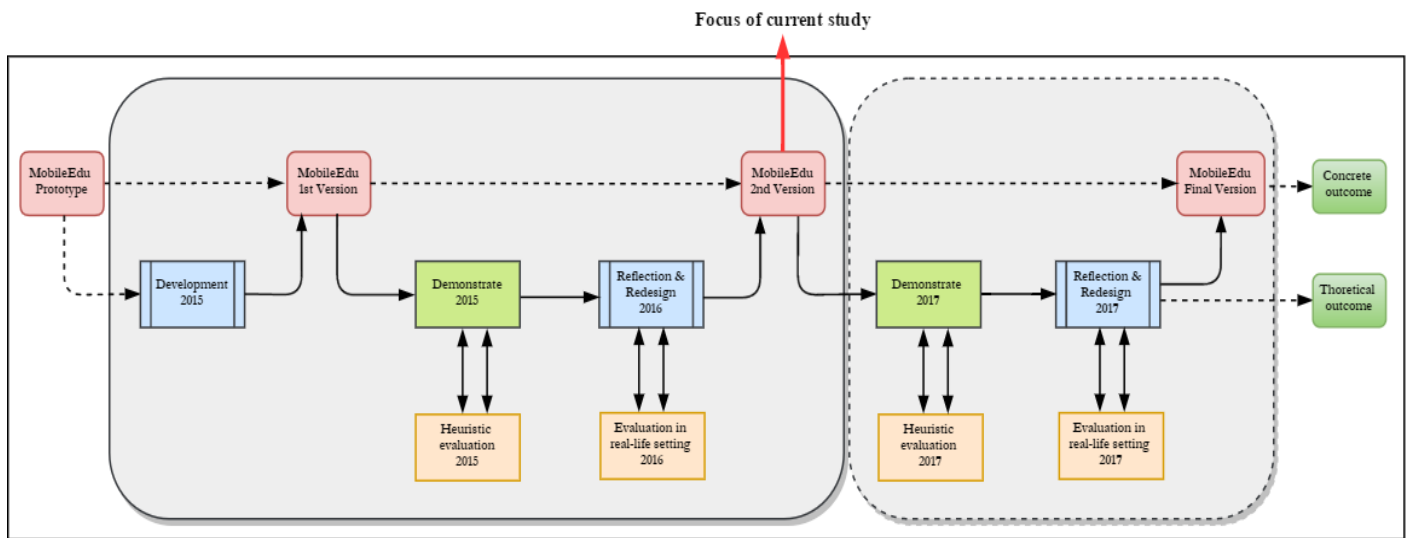 Focus of current study
MobileEdu
Prototype
MobileEdu
1st Version
MobileEdu
2nd Version
MobileEdu
Final Version
Concrete
outcome
Development
2015
Demonstrate
2015
Reflection &
Redesign
2016
Demonstrate
2017
Reflection &
Redesign
2017
Thoretical
outcome
Heuristic
evaluation
2015
Evaluation in
real-life setting
2016
Heuristic
evaluation
2017
Evaluation in
real-life setting
2017